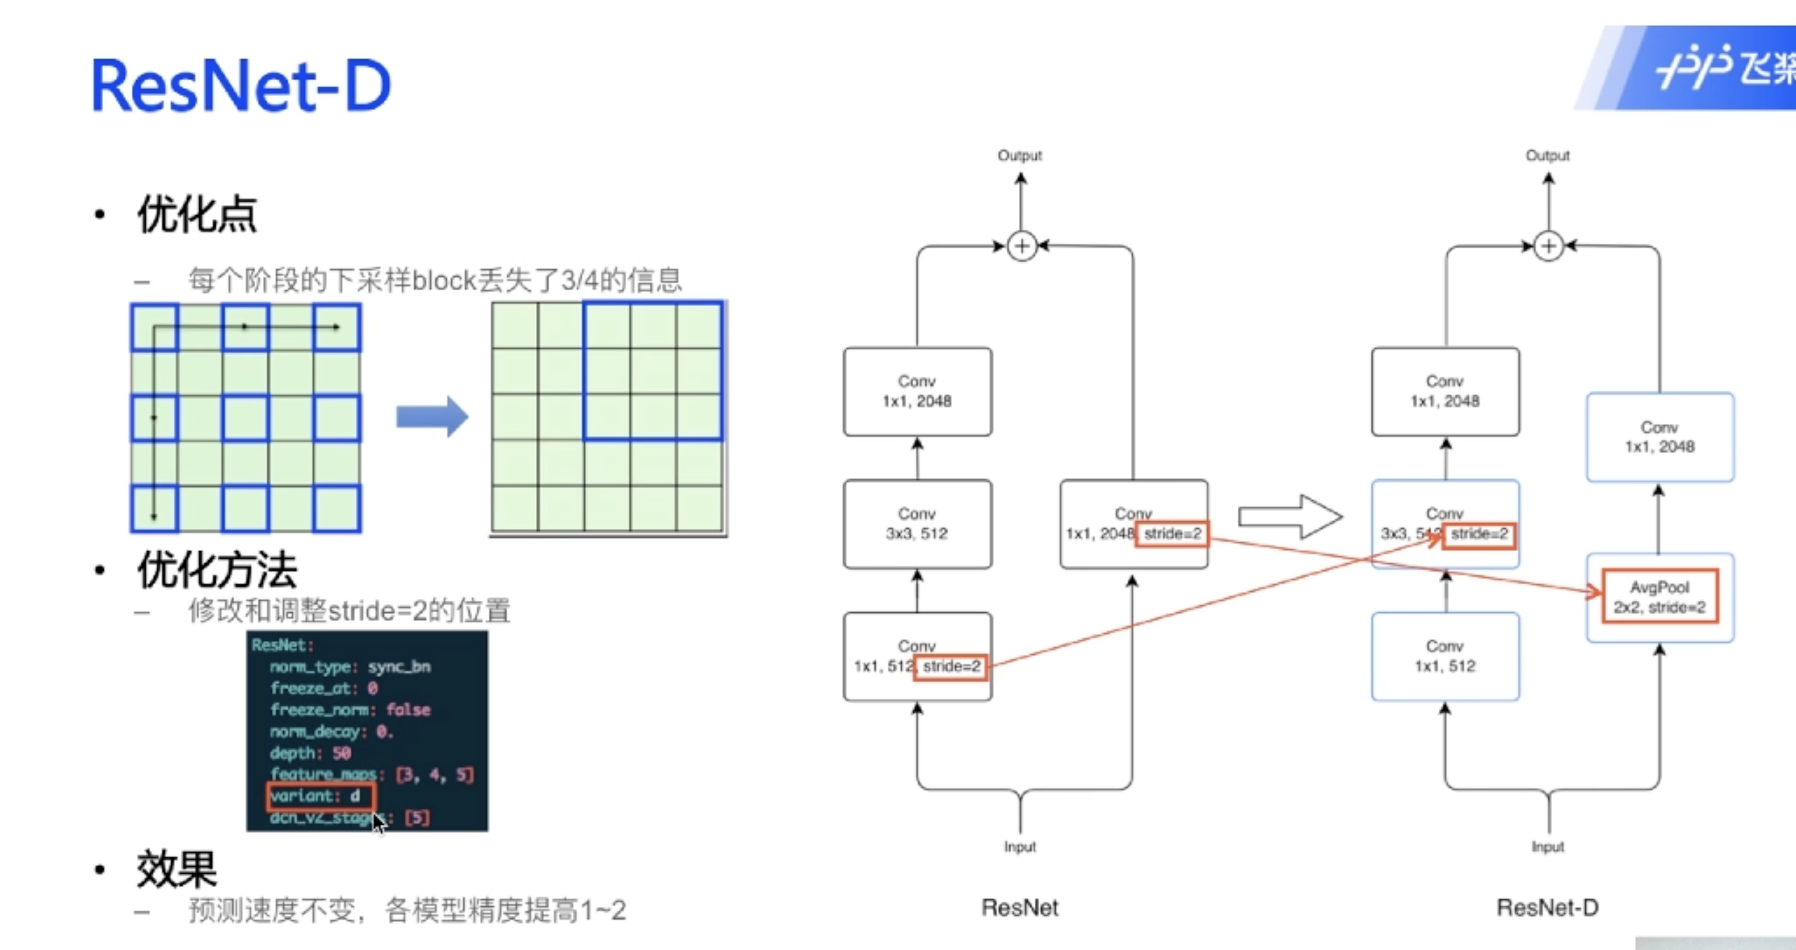 ResNet-D
飞桨
• 优化点
– 每个阶段的下采样block丢失了3/4的信息
• 优化方法
– 修改和调整stride=2的位置
ResNet:
norm_type: sync_bn
freeze_at: 0
freeze_norm: false
norm_decay: 0.
depth: 50
feature_maps: [3, 4, 5]
variant: d
dcn_v2_stages: [5]
• 效果
– 预测速度不变，各模型精度提高1~2
Output
+
Conv
1x1, 2048
Conv
3x3, 512
Conv
1x1, 2048 stride=2
Conv
1x1, 512, stride=2
Input
ResNet
Output
+
Conv
1x1, 2048
Conv
1x1, 2048
Conv
3x3, 512 stride=2
AvgPool
2x2, stride=2
Conv
1x1, 512
Input
ResNet-D